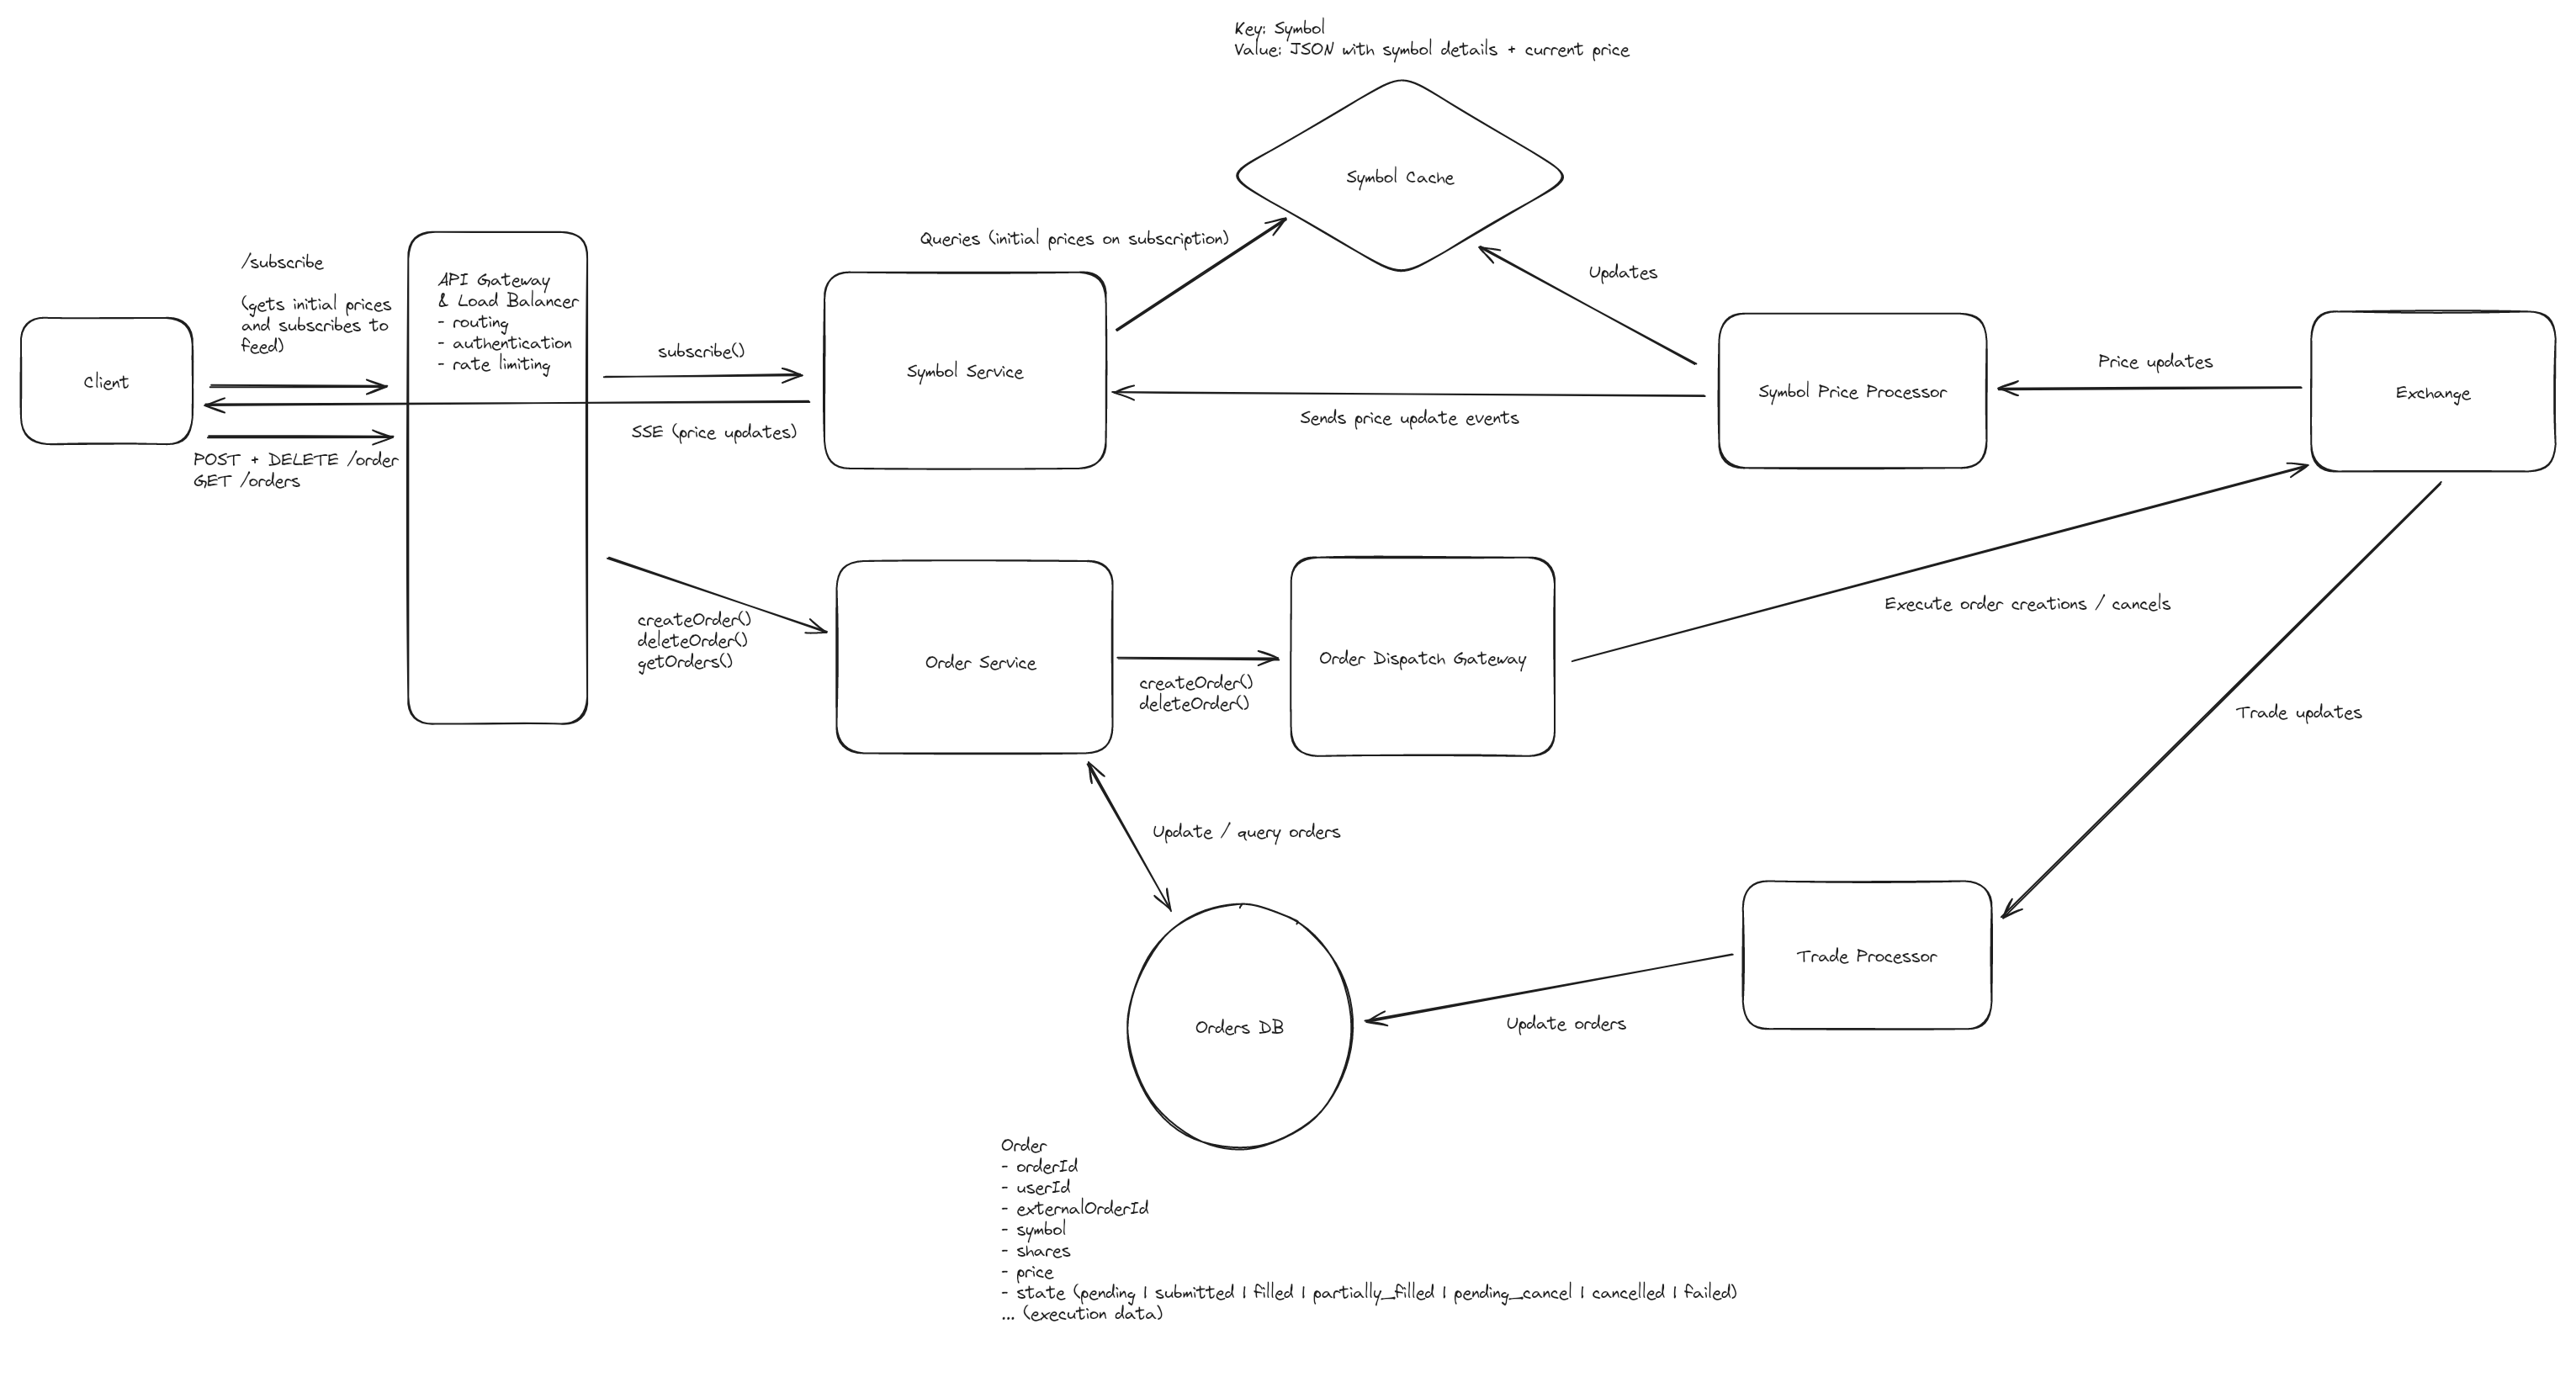 Key: Symbol
Value: JSON with symbol details + current price
Symbol Cache
Queries (initial prices on subscription)
Updates
/subscribe
(gets initial prices
and subscribes to
feed)
API Gateway
& Load Balancer
- routing
- authentication
- rate limiting
Client
subscribe()
SSE (price updates)
POST + DELETE /order
GET /orders
Symbol Service
Sends price update events
Symbol Price Processor
Price updates
Exchange
createOrder()
deleteOrder()
getOrders()
Order Service
createOrder()
deleteOrder()
Order Dispatch Gateway
Execute order creations / cancels
Trade updates
Update / query orders
Trade Processor
Update orders
Orders DB
Order
- orderId
- userId
- externalOrderId
- symbol
- shares
- price
- state (pending | submitted | filled | partially_filled | pending_cancel | cancelled | failed)
... (execution data)